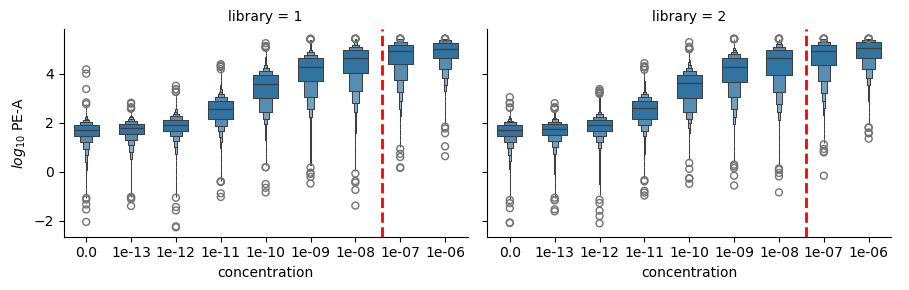 library = 1
library = 2
log₁₀ PE-A
4
2
0
−2
0.0 1e-13 1e-12 1e-11 1e-10 1e-09 1e-08 1e-07 1e-06
0.0 1e-13 1e-12 1e-11 1e-10 1e-09 1e-08 1e-07 1e-06
concentration
concentration